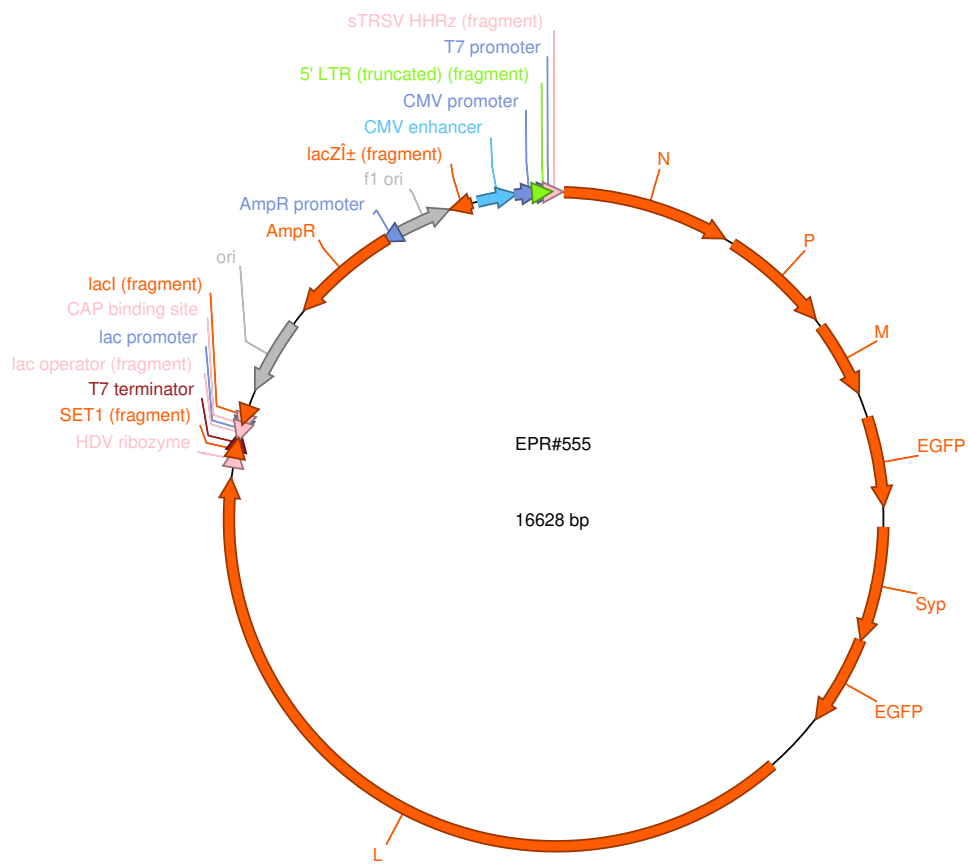 sTRSV HHRz (fragment)
T7 promoter
5' LTR (truncated) (fragment)
CMV promoter
CMV enhancer
lacZÎ± (fragment)
f1 ori
AmpR promoter
AmpR
ori
lacI (fragment)
CAP binding site
lac promoter
lac operator (fragment)
T7 terminator
SET1 (fragment)
HDV ribozyme
N
P
M
EGFP
Syp
EGFP
L
EPR#555
16628 bp